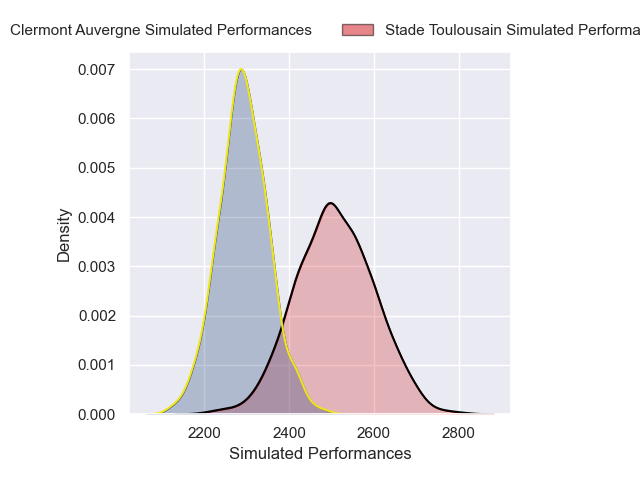 Clermont Auvergne Simulated Performances Stade Toulousain Simulated Performa
0.007
0.006
0.005
0.004
0.003
0.002
0.001
0.000
Density
2200 2400 2600 2800
Simulated Performances